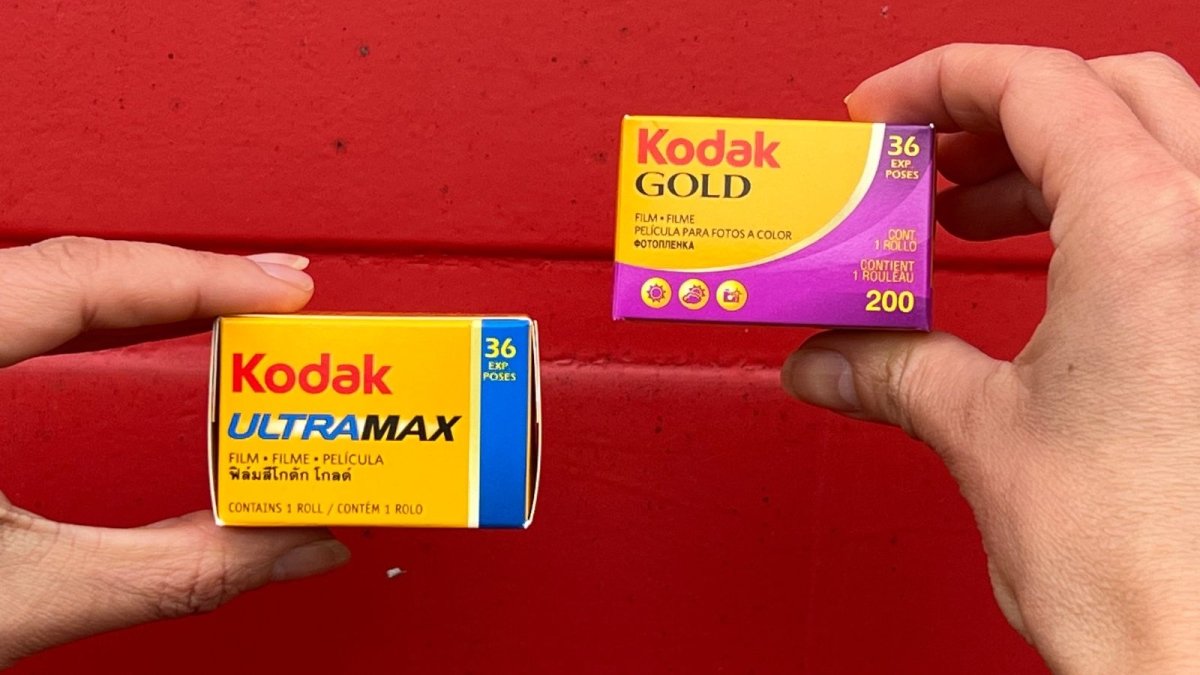 Kodak
ULTRAMAX
FILM • FILME • PELÍCULA
ฟิล์มสีโกดัก โกลด์
CONTAINS 1 ROLL / CONTÉM 1 ROLO
36
EXP
POSES
Kodak
GOLD
FILM • FILME
PELÍCULA PARA FOTOS A COLOR
ФОТОПЛЕНКА
36
EXP.
POSES
CONT.
1 ROLLO
CONTIENT
1 ROULEAU
200